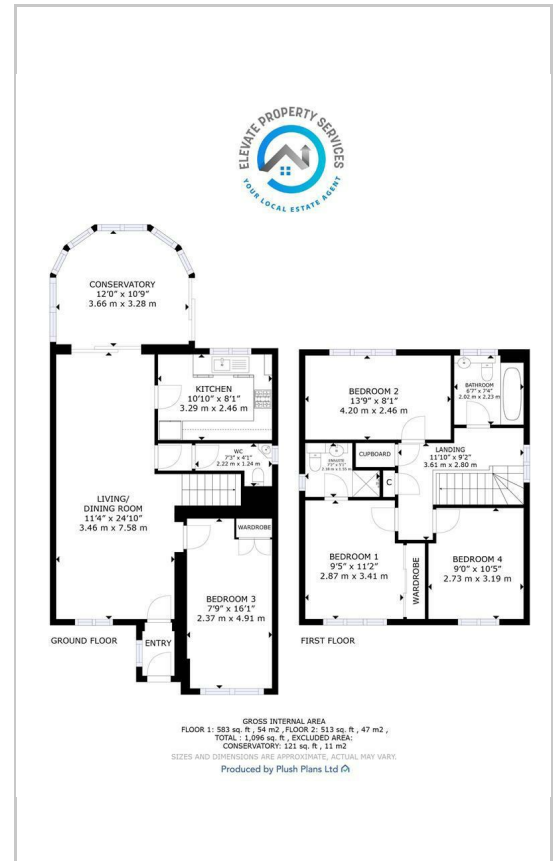 ELEVATE PROPERTY SERVICES
YOUR LOCAL ESTATE AGENT
CONSERVATORY
12'0" x 10'9"
3.66 m x 3.28 m
KITCHEN
10'10" x 8'1"
3.29 m x 2.46 m
WC
7'3" x 4'1"
2.22 m x 1.24 m
LIVING/
DINING ROOM
11'4" x 24'10"
3.46 m x 7.58 m
WARDROBE
BEDROOM 3
7'9" x 16'1"
2.37 m x 4.91 m
ENTRY
GROUND FLOOR
BEDROOM 2
13'9" x 8'1"
4.20 m x 2.46 m
BATHROOM
6'7" x 7'4"
2.02 m x 2.23 m
ENSUITE
CUPBOARD
C
LANDING
11'10" x 9'2"
3.61 m x 2.80 m
BEDROOM 1
9'5" x 11'2"
2.87 m x 3.41 m
WARDROBE
BEDROOM 4
9'0" x 10'5"
2.73 m x 3.19 m
FIRST FLOOR
GROSS INTERNAL AREA
FLOOR 1: 583 sq. ft , 54 m2 , FLOOR 2: 513 sq. ft , 47 m2 ,
TOTAL : 1,096 sq. ft , EXCLUDED AREA:
CONSERVATORY: 121 sq. ft , 11 m2
SIZES AND DIMENSIONS ARE APPROXIMATE, ACTUAL MAY VARY.
Produced by Plush Plans Ltd